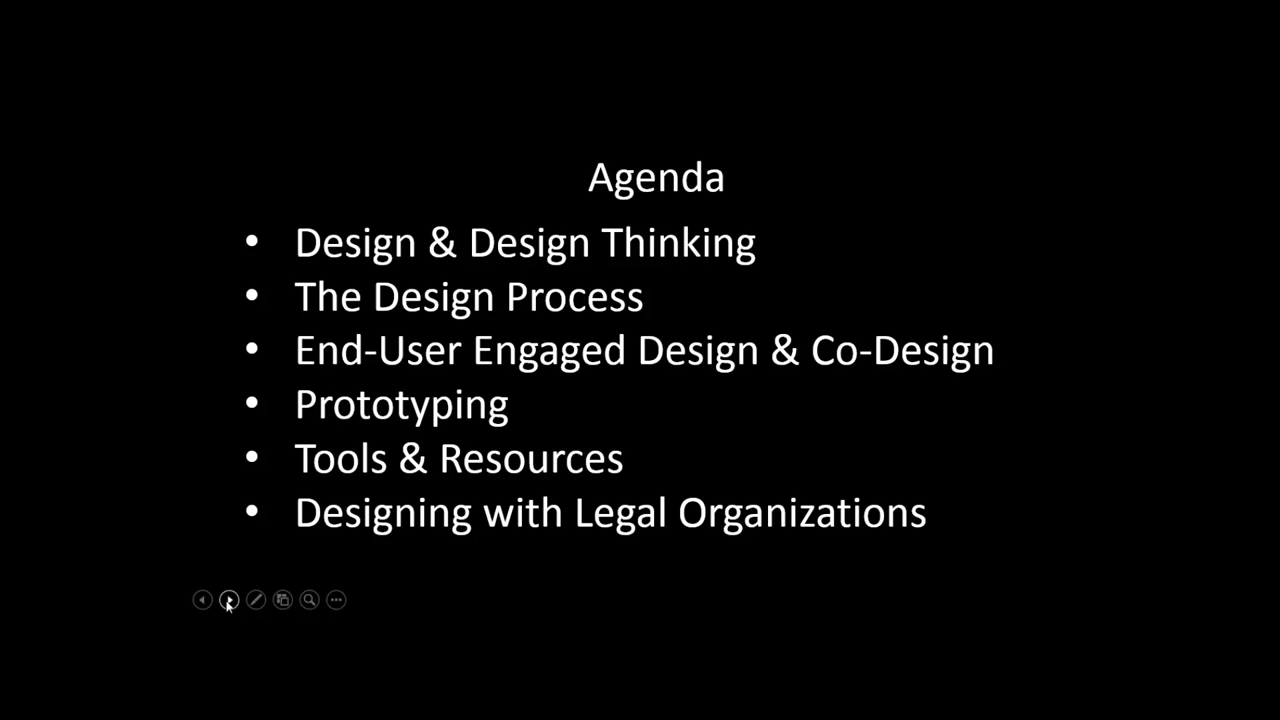 Agenda
• Design & Design Thinking
• The Design Process
• End-User Engaged Design & Co-Design
• Prototyping
• Tools & Resources
• Designing with Legal Organizations